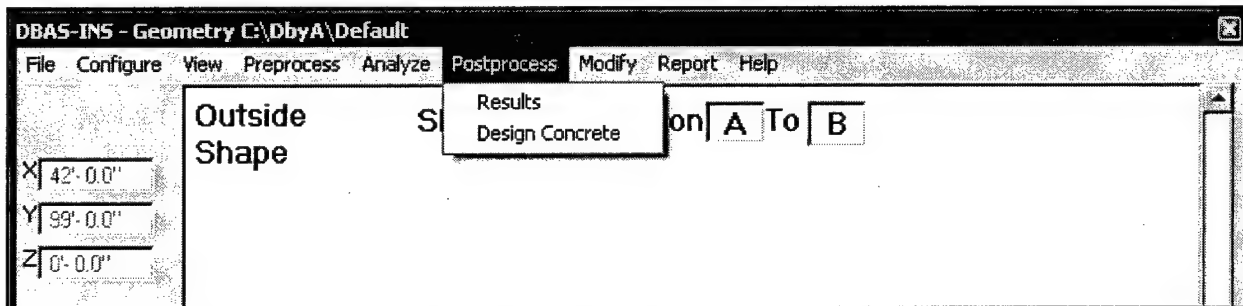 DBAS-INS - Geometry C:\DbyA\Default
File Configure View Preprocess Analyze Postprocess Modify Report Help
Results
Design Concrete
Outside S on A To B
Shape
X 42'- 0.0"
Y 99'- 0.0"
Z 0'- 0.0"